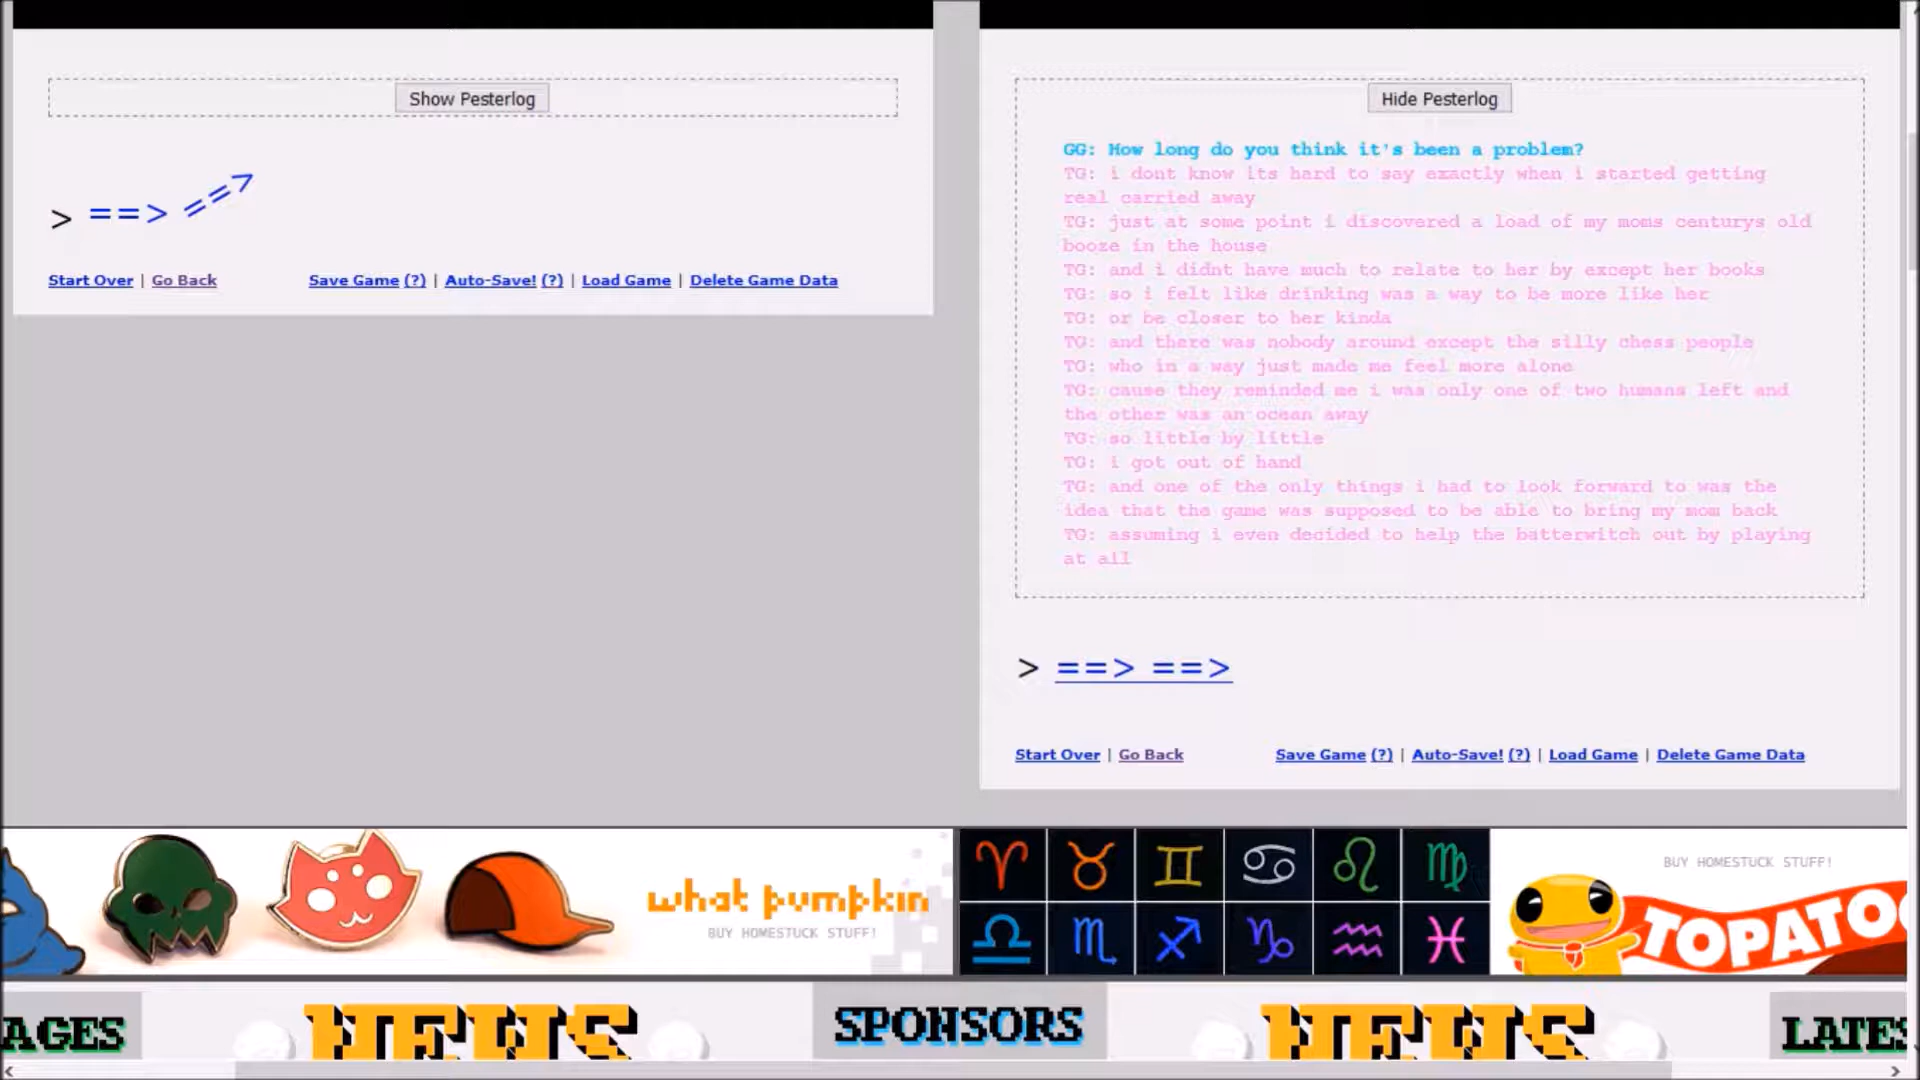 Show Pesterlog
> ==> ==>
Start Over | Go Back Save Game (?) | Auto-Save! (?) | Load Game | Delete Game Data
Hide Pesterlog
GG: How long do you think it's been a problem?
TG: i dont know its hard to say exactly when i started getting
real carried away
TG: just at some point i discovered a load of my moms centurys old
booze in the house
TG: and i didnt have much to relate to her by except her books
TG: so i felt like drinking was a way to be more like her
TG: or be closer to her kinda
TG: and there was nobody around except the silly chess people
TG: who in a way just made me feel more alone
TG: cause they reminded me i was only one of two humans left and
the other was an ocean away
TG: so little by little
TG: i got out of hand
TG: and one of the only things i had to look forward to was the
idea that the game was supposed to be able to bring my mom back
TG: assuming i even decided to help the batterwitch out by playing
at all
> ==> ==>
Start Over | Go Back Save Game (?) | Auto-Save! (?) | Load Game | Delete Game Data
what pumpkin
BUY HOMESTUCK STUFF!
♈ ♉ ♊ ♋ ♌ ♍
♎ ♏ ♐ ♑ ♒ ♓
BUY HOMESTUCK STUFF!
TOPATO
AGES
NEWS
SPONSORS
NEWS
LATES